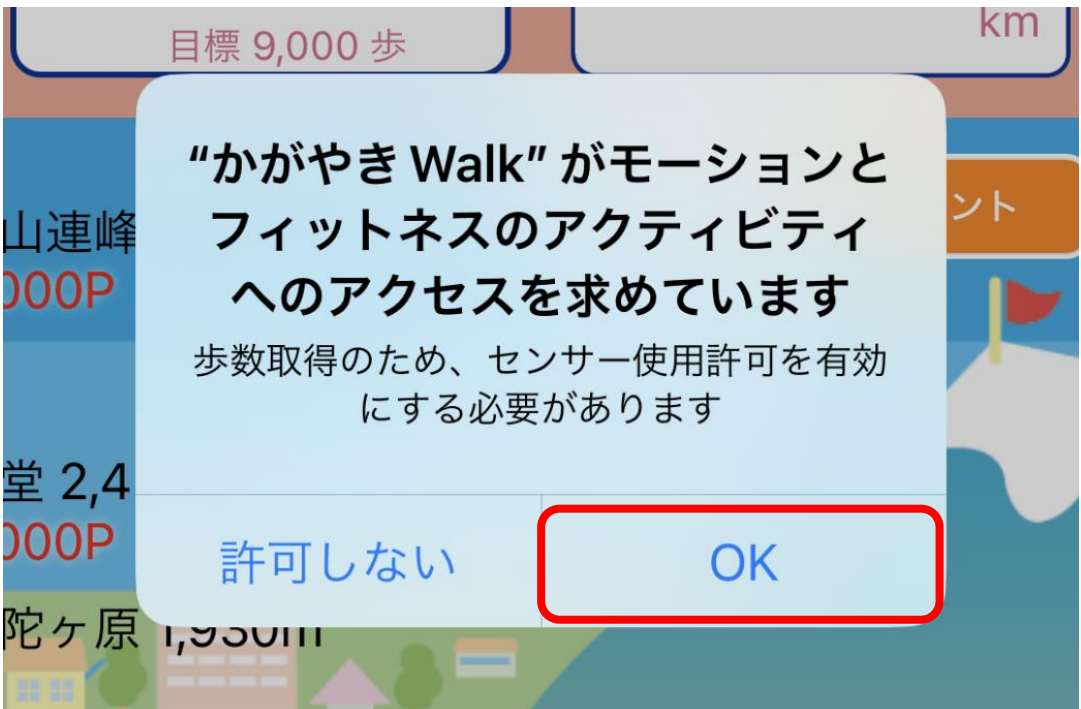 目標 9,000 歩
km
“かがやき Walk” がモーションと
フィットネスのアクティビティ
へのアクセスを求めています
歩数取得のため、センサー使用許可を有効
にする必要があります
許可しない
OK
山連峰
000P
ント
堂 2,4
000P
陀ヶ原 1,930m